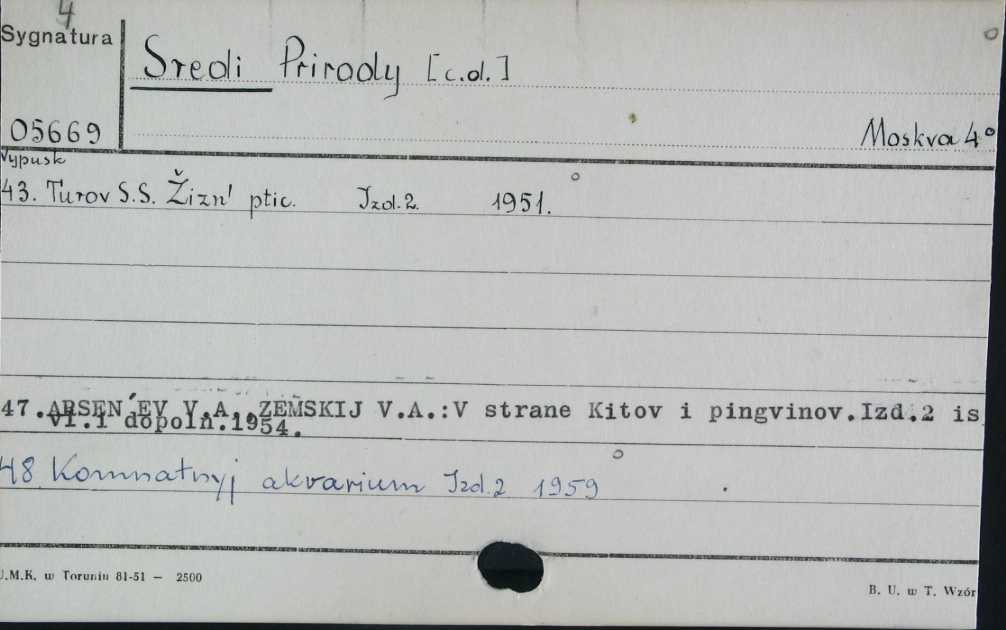 4
Sygnatura
Sredi Prirody [c.d.]
05669
Moskva 4°
Vypusk
43. Turov S.S. Žizn' ptic. Izd.2. 1951.
47.ARSEN´EV V.A.,ZEMSKIJ V.A.:V strane Kitov i pingvinov.Izd.2 is
vr.i dopoln.1954.
48 Komnatnyj akvarium Izd.2 1959
U.M.K. w Toruniu 81-51 — 2500
B. U. w T. Wzór